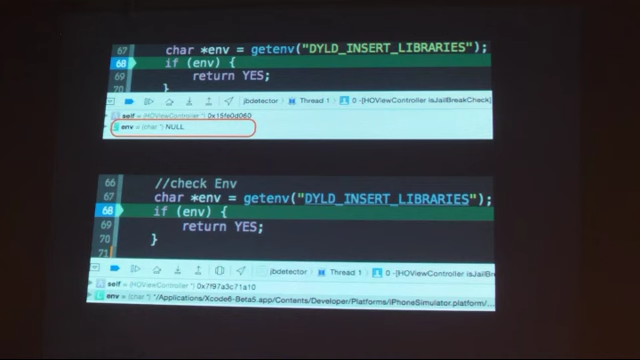 67 char *env = getenv("DYLD_INSERT_LIBRARIES");
68 if (env) {
69 return YES;
70 }
jbdetector Thread 1 0 -[HOViewController isJailBreakCheck]
self = (HOViewController *) 0x15fe0d060
env = (char *) NULL
66 //check Env
67 char *env = getenv("DYLD_INSERT_LIBRARIES");
68 if (env) {
69 return YES;
70 }
71
jbdetector Thread 1 0 -[HOViewController isJailBre
self = (HOViewController *) 0x7f97a3c71a10
env = (char *) "/Applications/Xcode6-Beta5.app/Contents/Developer/Platforms/iPhoneSimulator.platform/...